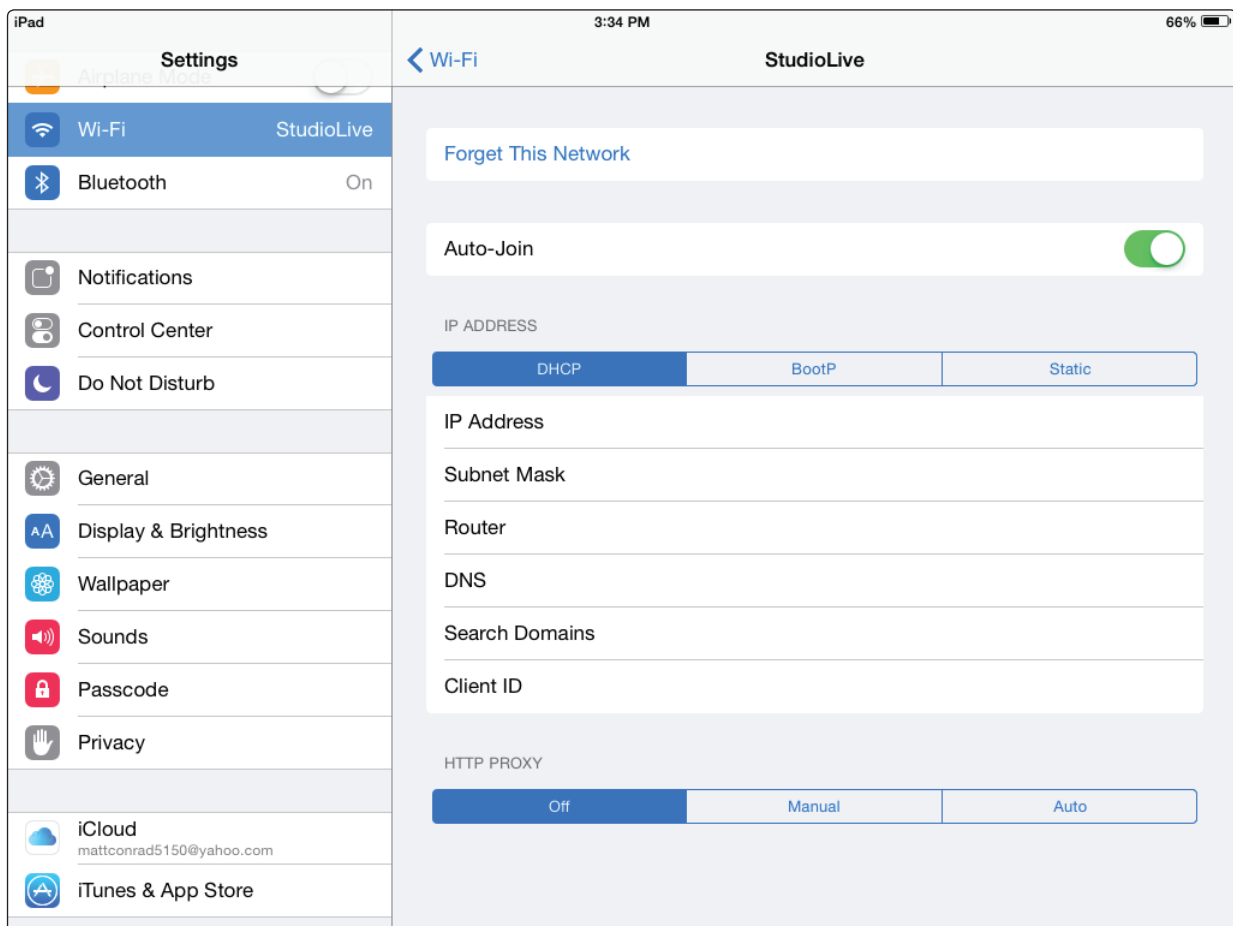 iPad
3:34 PM
66%
Settings
Airplane Mode
Wi-Fi StudioLive
Bluetooth On
Notifications
Control Center
Do Not Disturb
General
AA Display & Brightness
Wallpaper
Sounds
Passcode
Privacy
iCloud
mattconrad5150@yahoo.com
iTunes & App Store
Wi-Fi
StudioLive
Forget This Network
Auto-Join
IP ADDRESS
DHCP BootP Static
IP Address
Subnet Mask
Router
DNS
Search Domains
Client ID
HTTP PROXY
Off Manual Auto